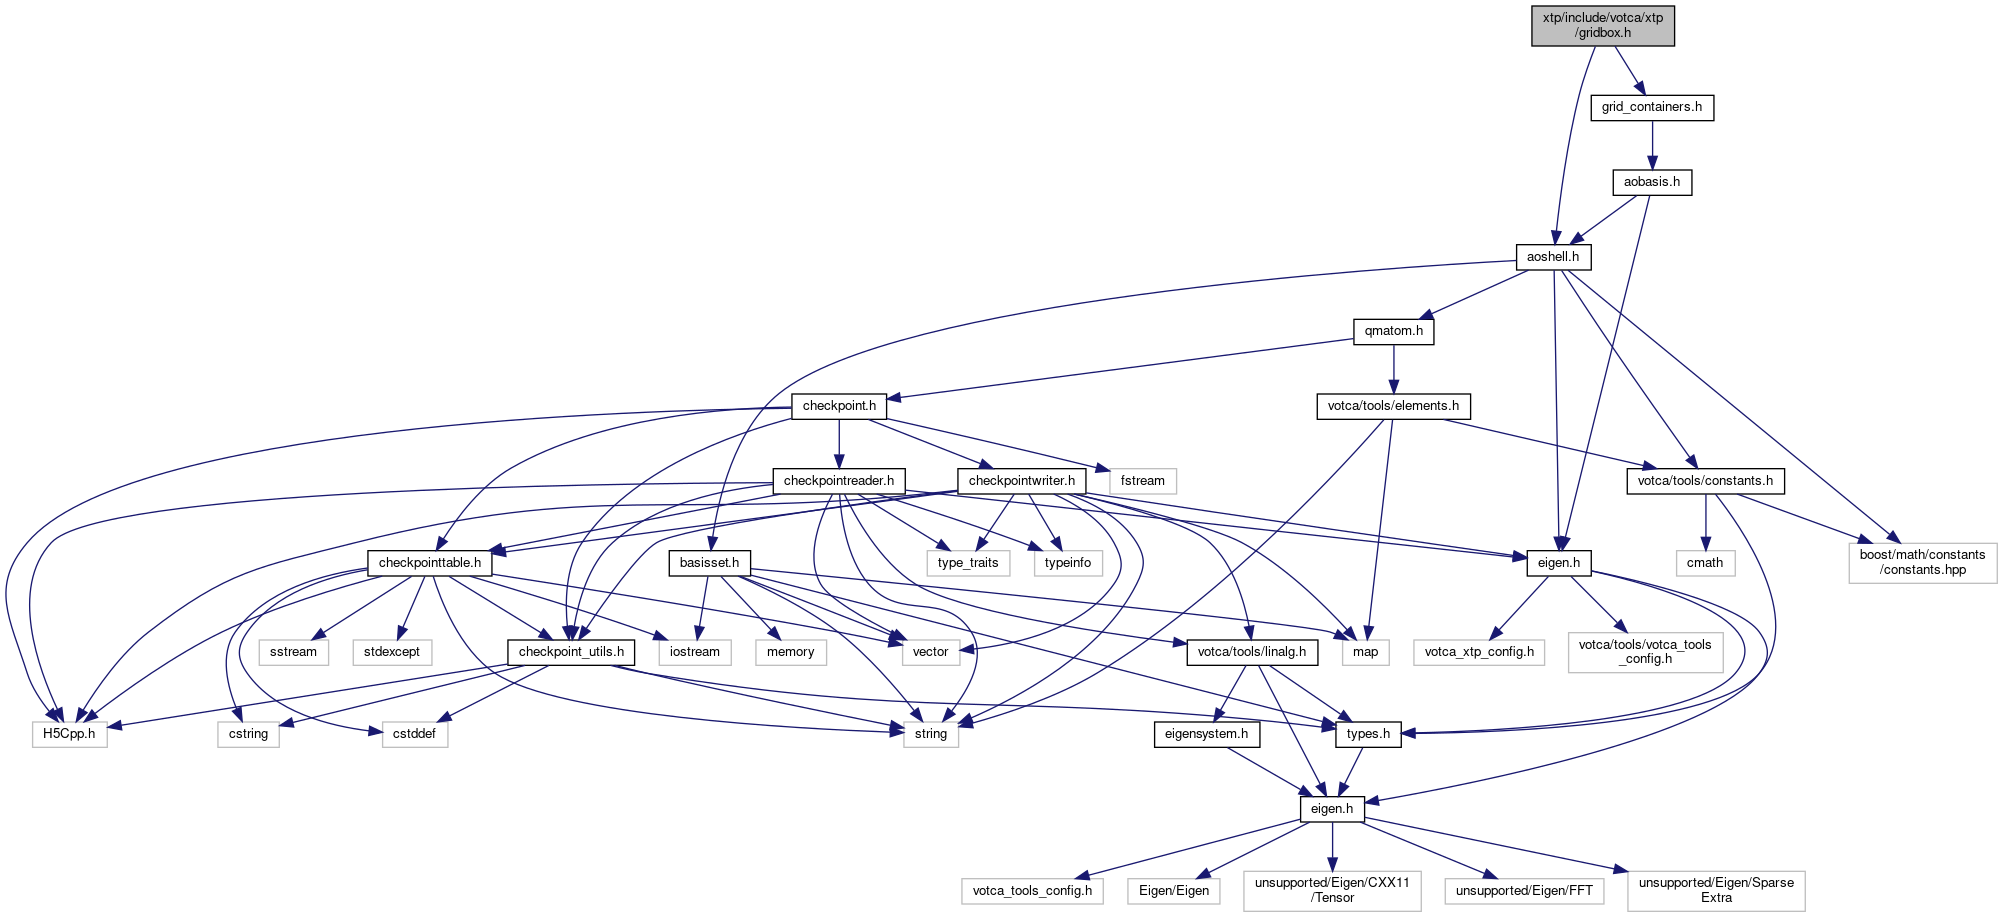 xtp/include/votca/xtp
/gridbox.h
grid_containers.h
aobasis.h
aoshell.h
qmatom.h
checkpoint.h
votca/tools/elements.h
checkpointreader.h
checkpointwriter.h
fstream
votca/tools/constants.h
checkpointtable.h
basisset.h
type_traits
typeinfo
eigen.h
cmath
boost/math/constants
/constants.hpp
sstream
stdexcept
checkpoint_utils.h
iostream
memory
vector
votca/tools/linalg.h
map
votca_xtp_config.h
votca/tools/votca_tools
_config.h
H5Cpp.h
cstring
cstddef
string
eigensystem.h
types.h
eigen.h
votca_tools_config.h
Eigen/Eigen
unsupported/Eigen/CXX11
/Tensor
unsupported/Eigen/FFT
unsupported/Eigen/Sparse
Extra